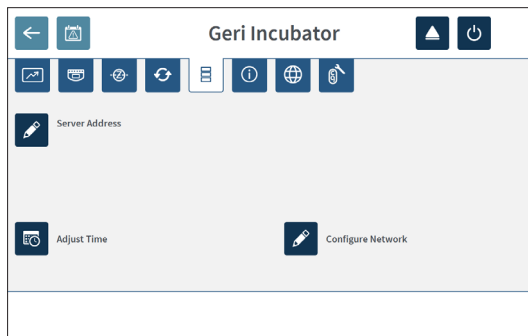 Geri Incubator
Server Address
Adjust Time
Configure Network